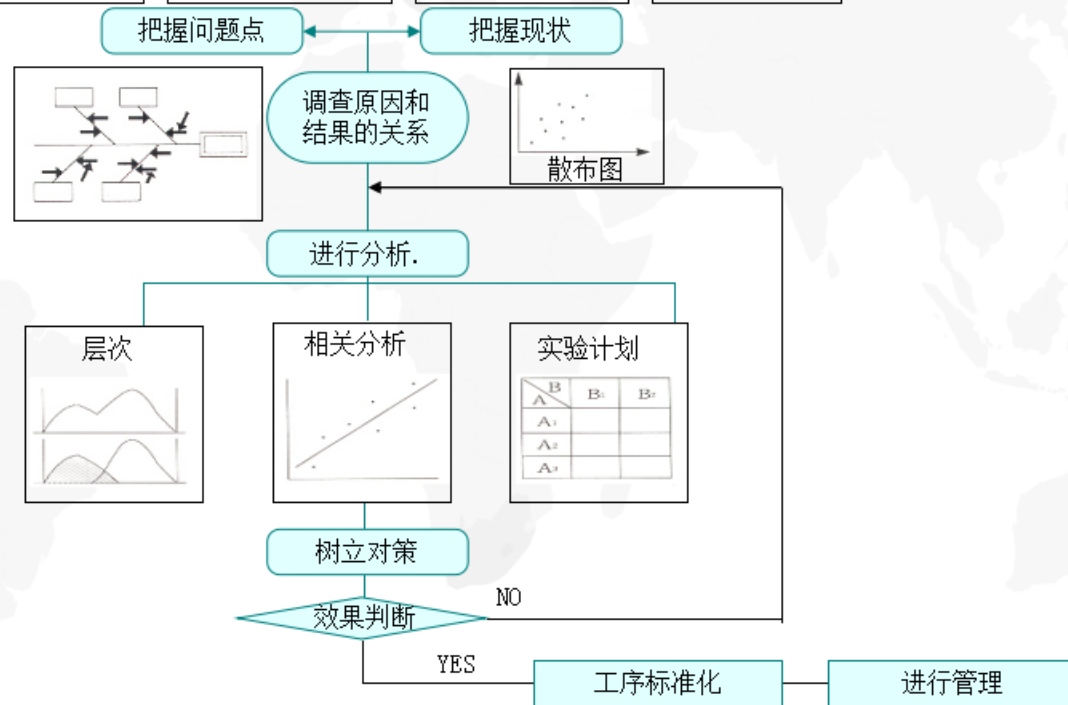 把握问题点
把握现状
调查原因和
结果的关系
散布图
进行分析.
层次
相关分析
实验计划
B
A
B₁
B₂
A₁
A₂
A₃
树立对策
效果判断
NO
YES
工序标准化
进行管理